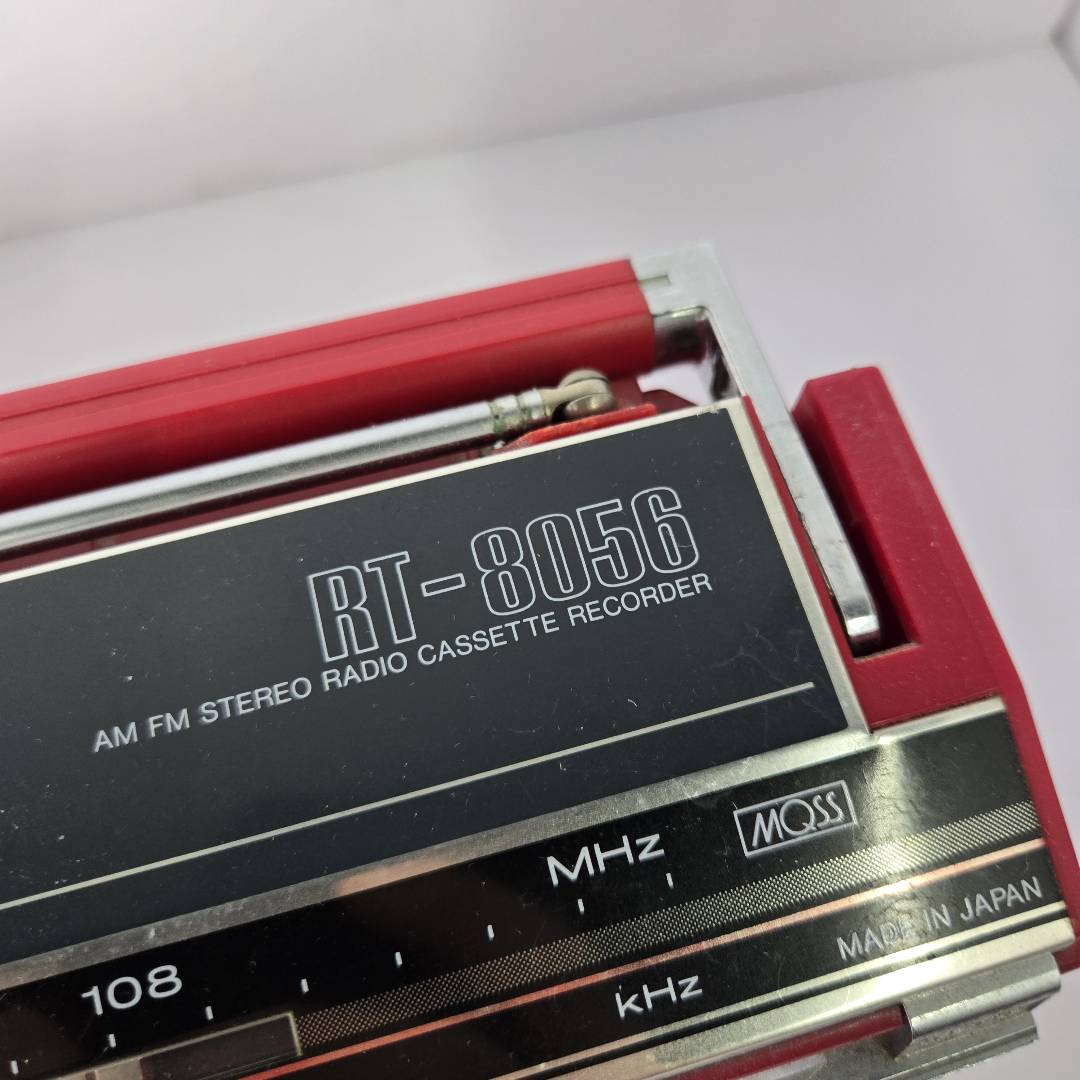 RT-8056
AM FM STEREO RADIO CASSETTE RECORDER
MQSS
MHz
108
kHz
MADE IN JAPAN